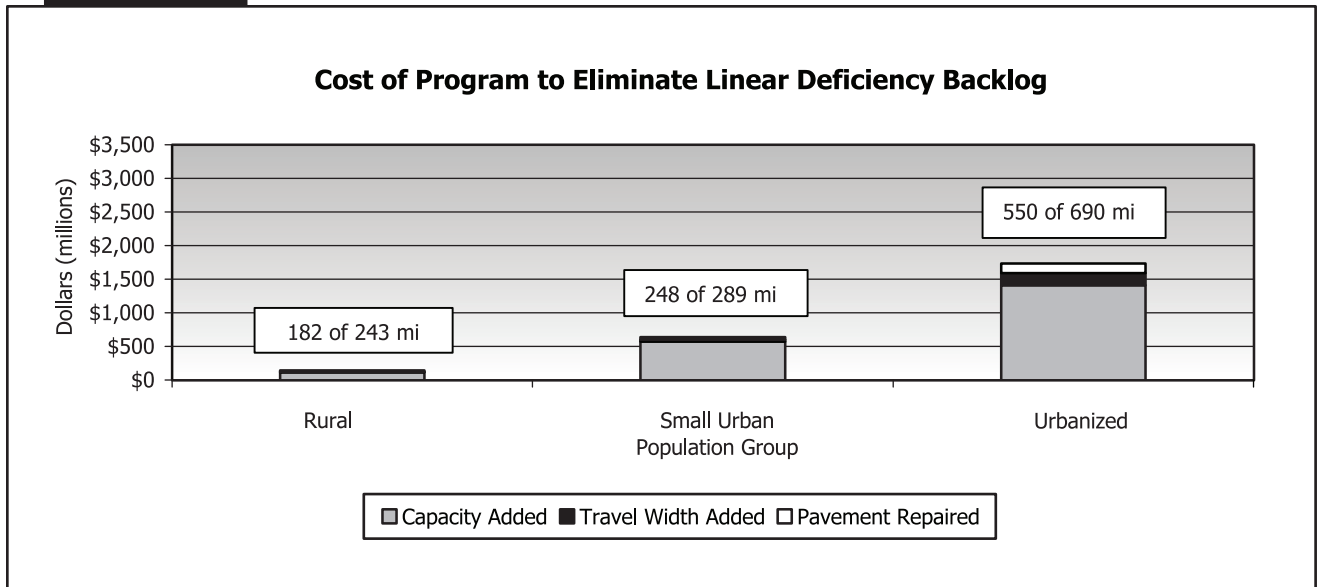 Cost of Program to Eliminate Linear Deficiency Backlog
Dollars (millions)
$3,500
$3,000
$2,500
$2,000
$1,500
$1,000
$500
$0
182 of 243 mi
248 of 289 mi
550 of 690 mi
Rural
Small Urban
Urbanized
Population Group
Capacity Added Travel Width Added Pavement Repaired